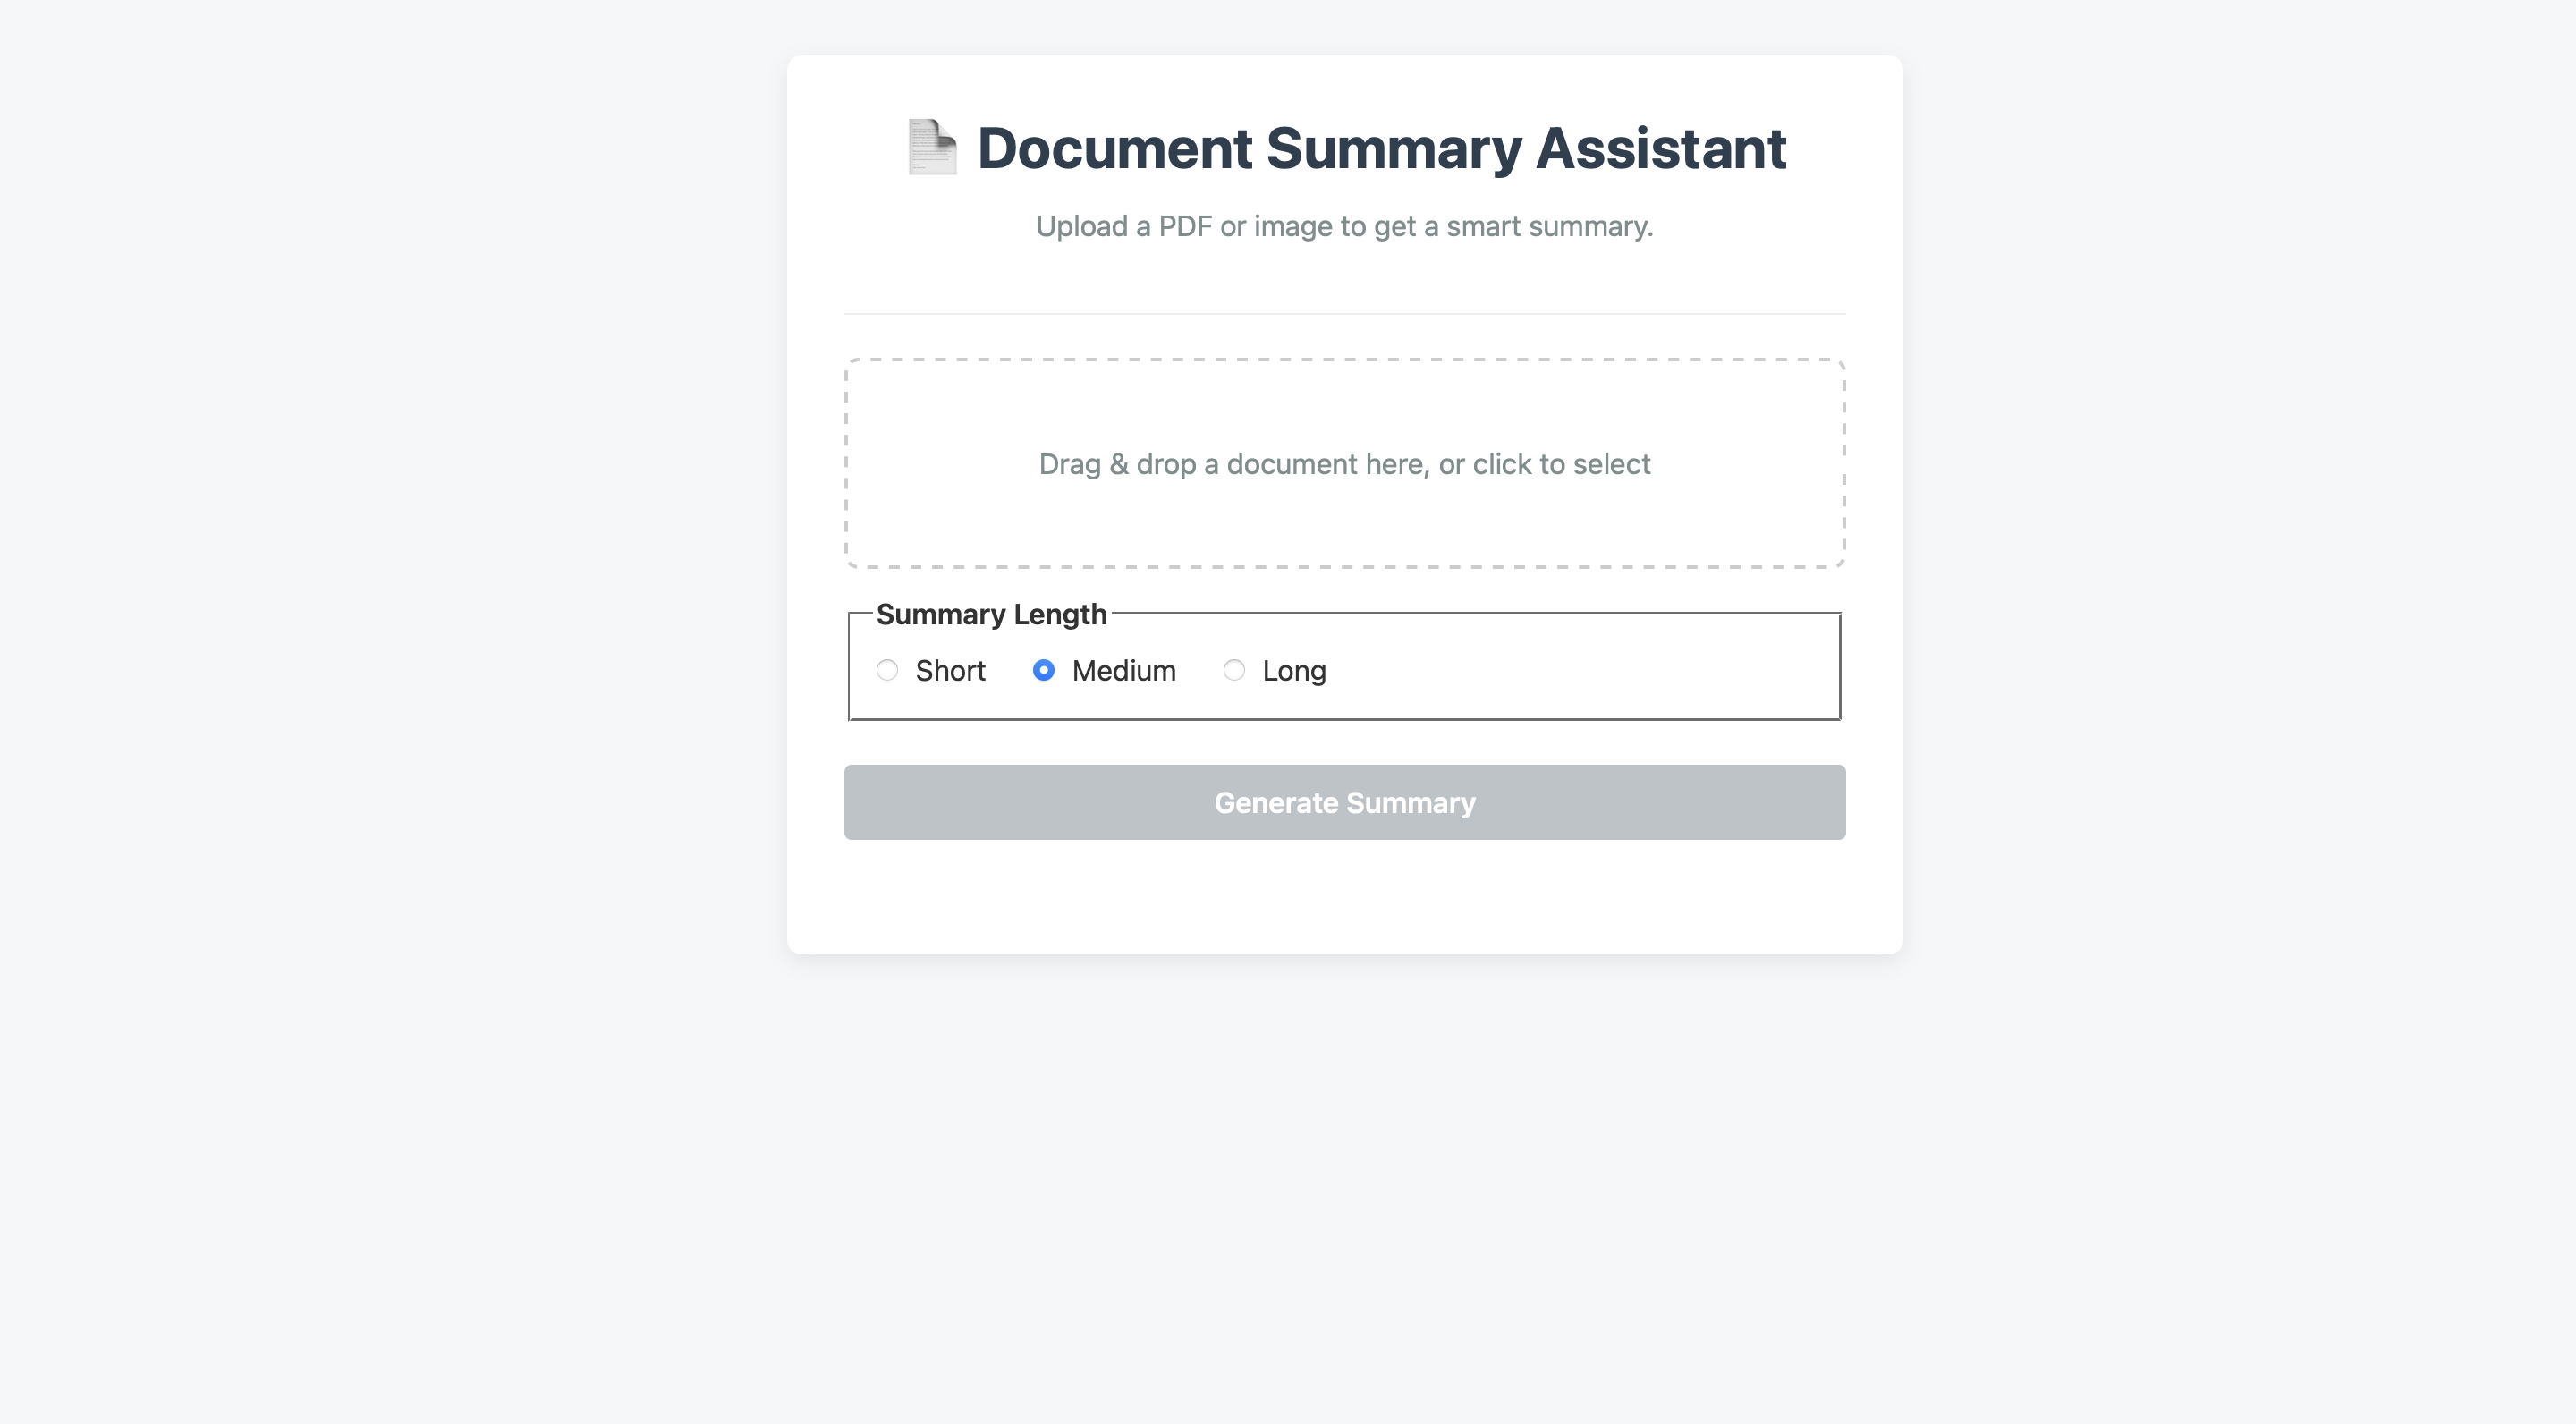 Document Summary Assistant
Upload a PDF or image to get a smart summary.
Drag & drop a document here, or click to select
Summary Length
Short Medium Long
Generate Summary